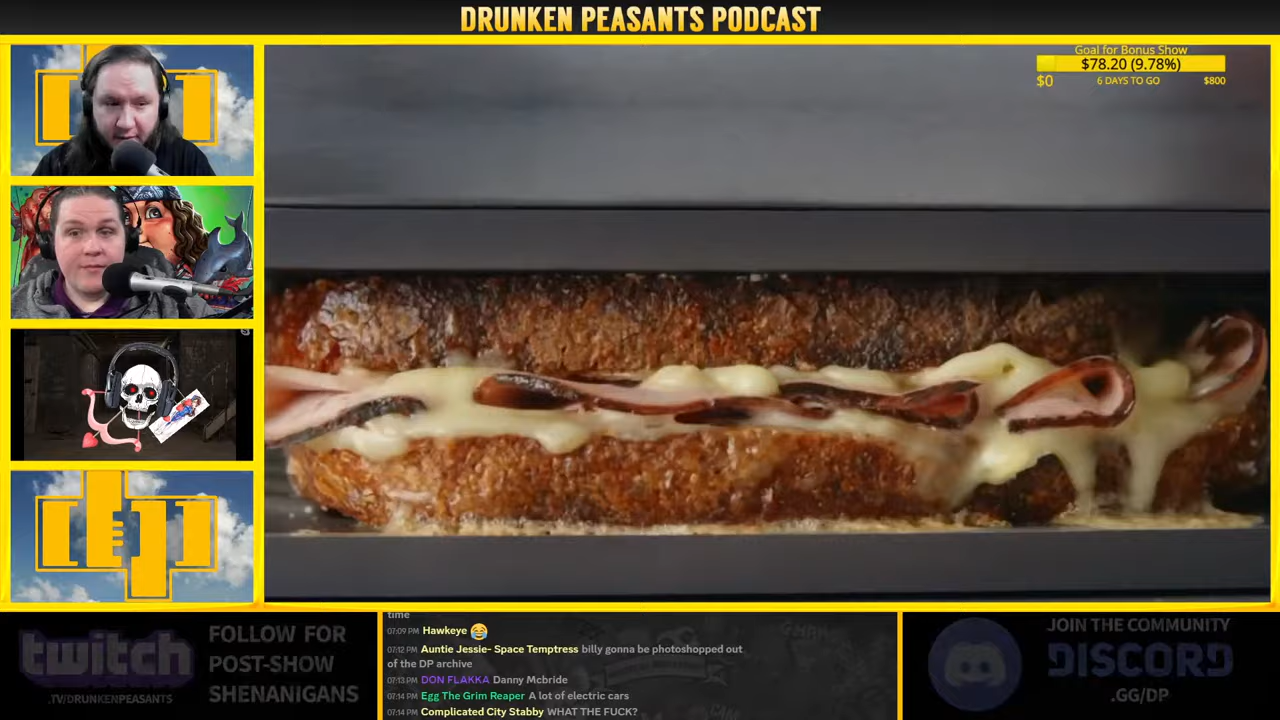 DRUNKEN PEASANTS PODCAST
Goal for Bonus Show
$78.20 (9.78%)
$0
6 DAYS TO GO
$800
time
07:09 PM Hawkeye 😂
07:12 PM Auntie Jessie- Space Temptress billy gonna be photoshopped out
of the DP archive
07:13 PM DON FLAKKA Danny Mcbride
07:14 PM Egg The Grim Reaper A lot of electric cars
07:14 PM Complicated City Stabby WHAT THE FUCK?
twitch
.TV/DRUNKENPEASANTS
FOLLOW FOR
POST-SHOW
SHENANIGANS
JOIN THE COMMUNITY
DISCORD
.GG/DP